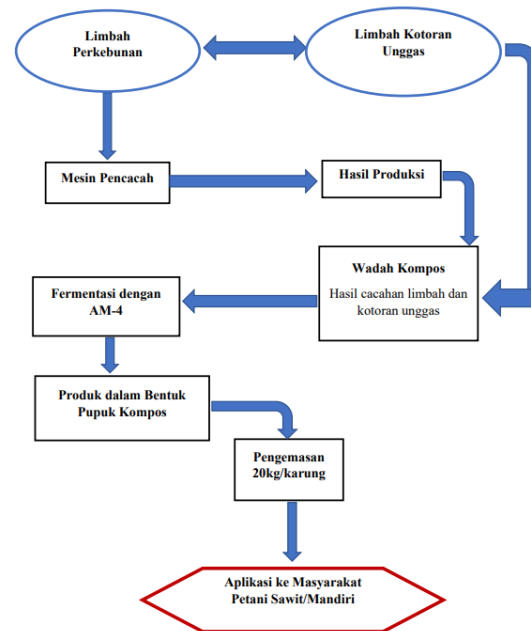 Limbah
Perkebunan
Limbah Kotoran
Unggas
Mesin Pencacah
Hasil Produksi
Wadah Kompos
Hasil cacahan limbah dan
kotoran unggas
Fermentasi dengan
AM-4
Produk dalam Bentuk
Pupuk Kompos
Pengemasan
20kg/karung
Aplikasi ke Masyarakat
Petani Sawit/Mandiri